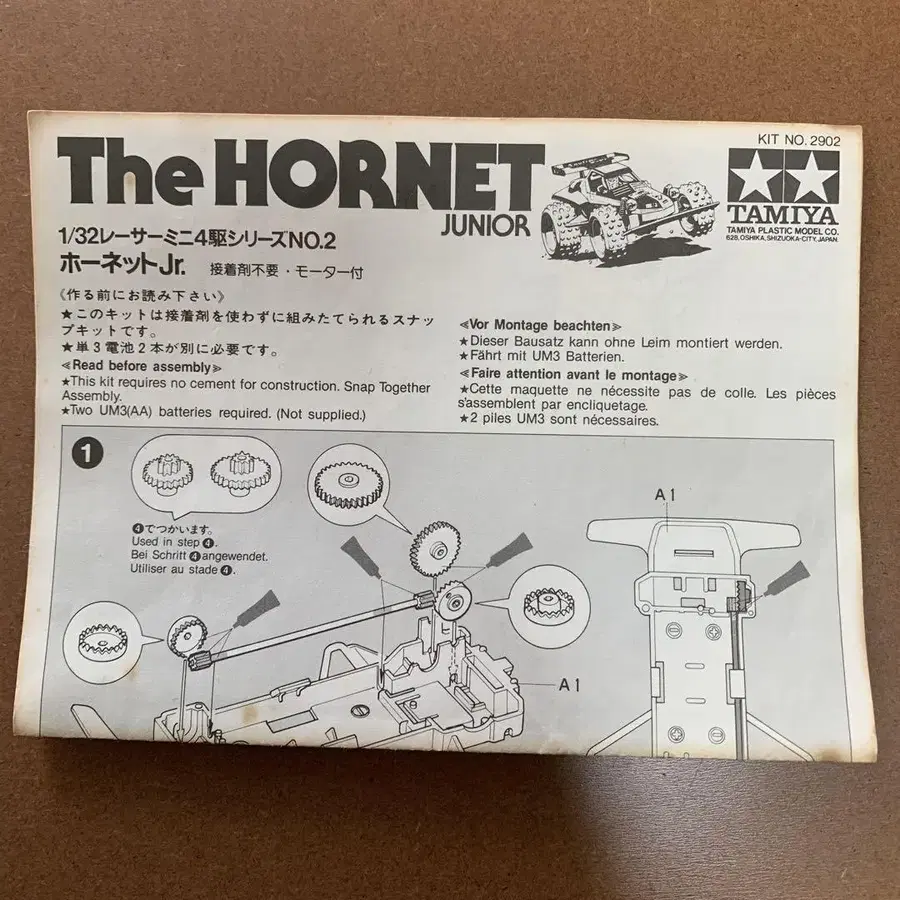 The HORNET
JUNIOR
KIT NO. 2902
TAMIYA
TAMIYA PLASTIC MODEL CO.
628, OSHIKA, SHIZUOKA-CITY, JAPAN.
1/32レーサーミニ4駆シリーズNO.2
ホーネットJr. 接着剤不要・モーター付
《作る前にお読み下さい》
★このキットは接着剤を使わずに組みたてられるスナッ
プキットです。
★単3電池2本が別に必要です。
≪Read before assembly≫
★This kit requires no cement for construction. Snap Together
Assembly.
★Two UM3(AA) batteries required. (Not supplied.)
≪Vor Montage beachten≫
★Dieser Bausatz kann ohne Leim montiert werden.
★Fährt mit UM3 Batterien.
≪Faire attention avant le montage≫
★Cette maquette ne nécessite pas de colle. Les pièces
s'assemblent par encliquetage.
★2 piles UM3 sont nécessaires.
1
❹でつかいます。
Used in step ❹.
Bei Schritt ❹ angewendet.
Utiliser au stade ❹.
A1
A1